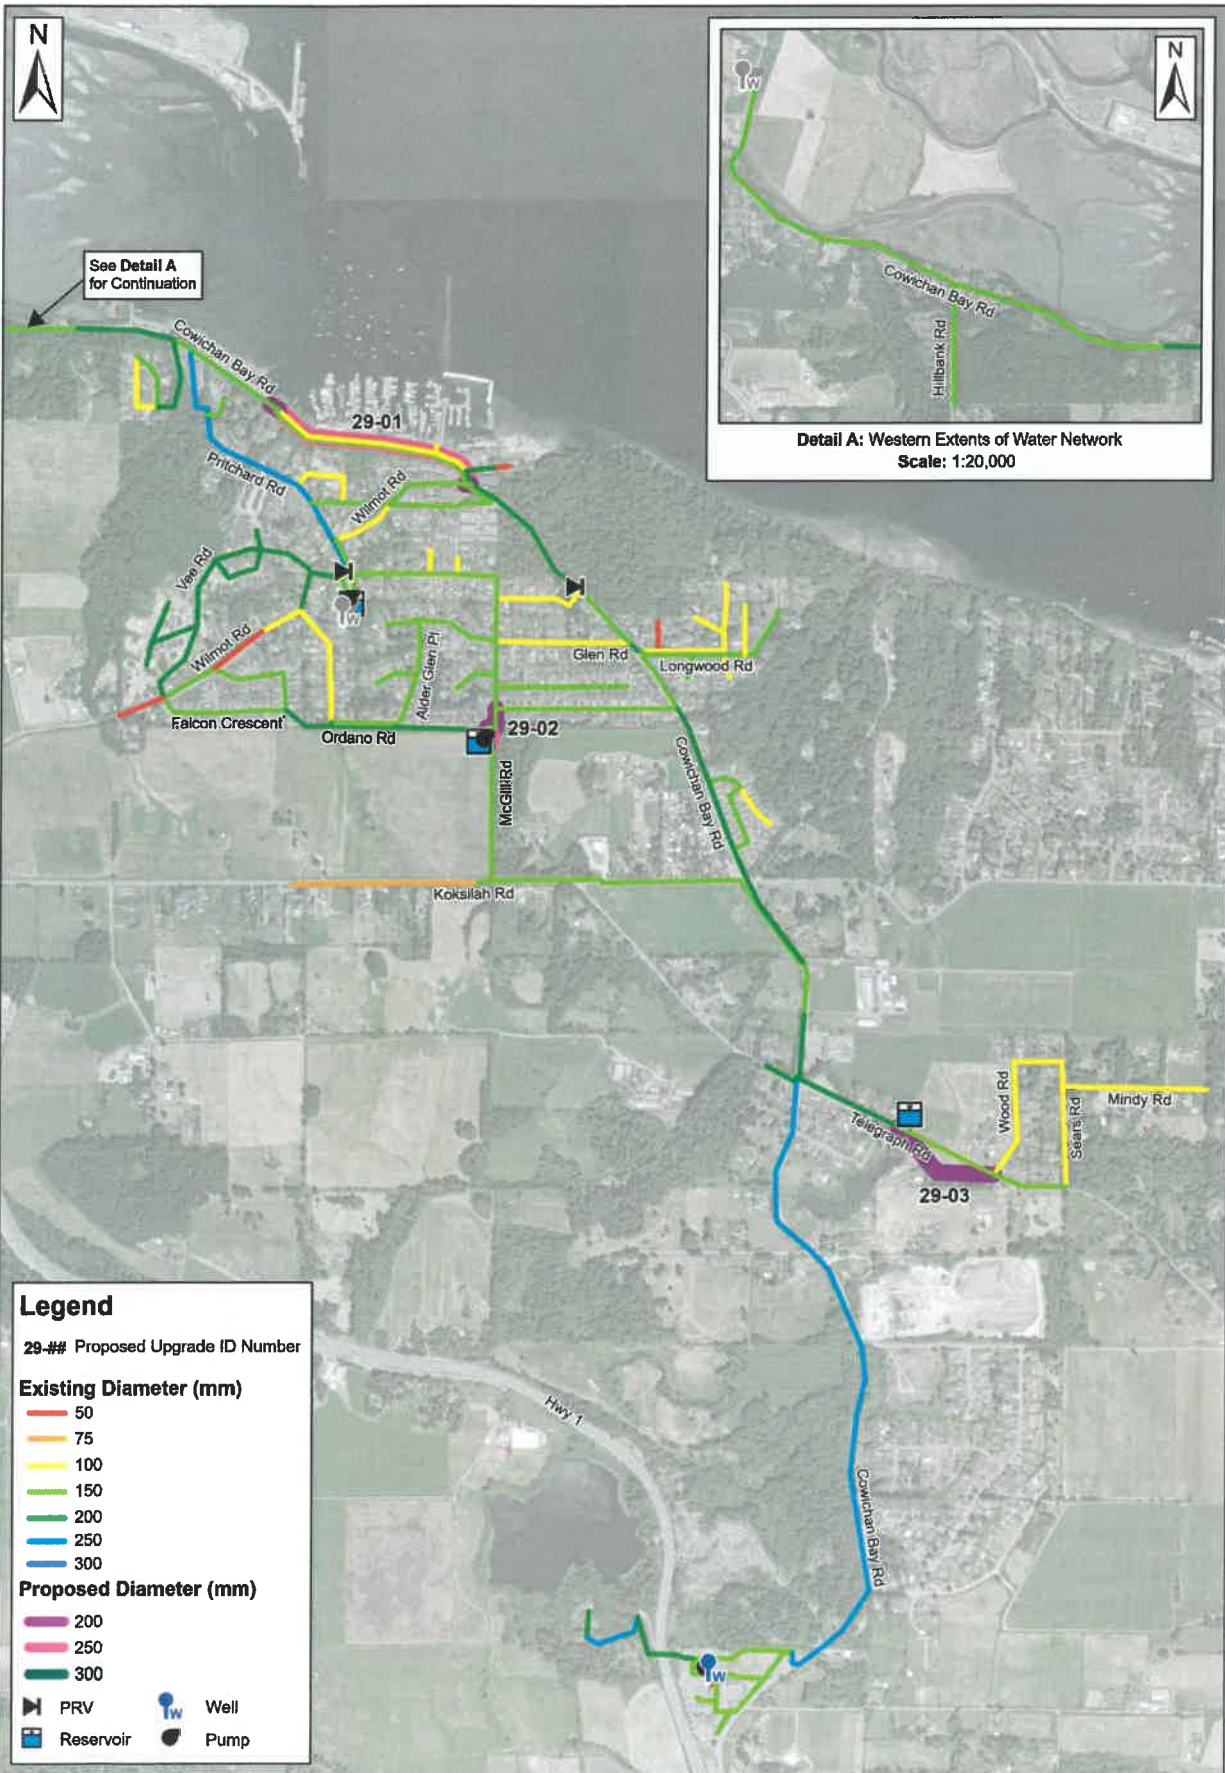 N
N
Cowichan Bay Rd
Hillbank Rd
Detail A: Western Extents of Water Network
Scale: 1:20,000
See Detail A
for Continuation
Cowichan Bay Rd
29-01
Pritchard Rd
Wilmot Rd
Vee Rd
Wilmot Rd
Alder Glen Pl
Glen Rd
Longwood Rd
Falcon Crescent
Ordano Rd
29-02
McGill Rd
Cowichan Bay Rd
Koksilah Rd
Wood Rd
Sears Rd
Mindy Rd
Telegraph Rd
29-03
Hwy 1
Cowichan Bay Rd
W
W
W
Legend
29-## Proposed Upgrade ID Number
Existing Diameter (mm)
50
75
100
150
200
250
300
Proposed Diameter (mm)
200
250
300
PRV
W Well
Reservoir
Pump